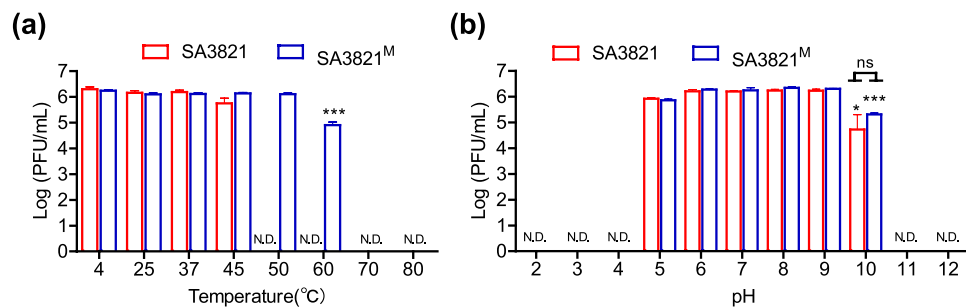 (a)
SA3821 SA3821ᴹ
Log (PFU/mL)
7
6
5
4
3
2
1
0
***
N.D. N.D. N.D. N.D.
4 25 37 45 50 60 70 80
Temperature(°C)
(b)
SA3821 SA3821ᴹ
Log (PFU/mL)
7
6
5
4
3
2
1
0
ns
* ***
N.D. N.D. N.D. N.D. N.D.
2 3 4 5 6 7 8 9 10 11 12
pH